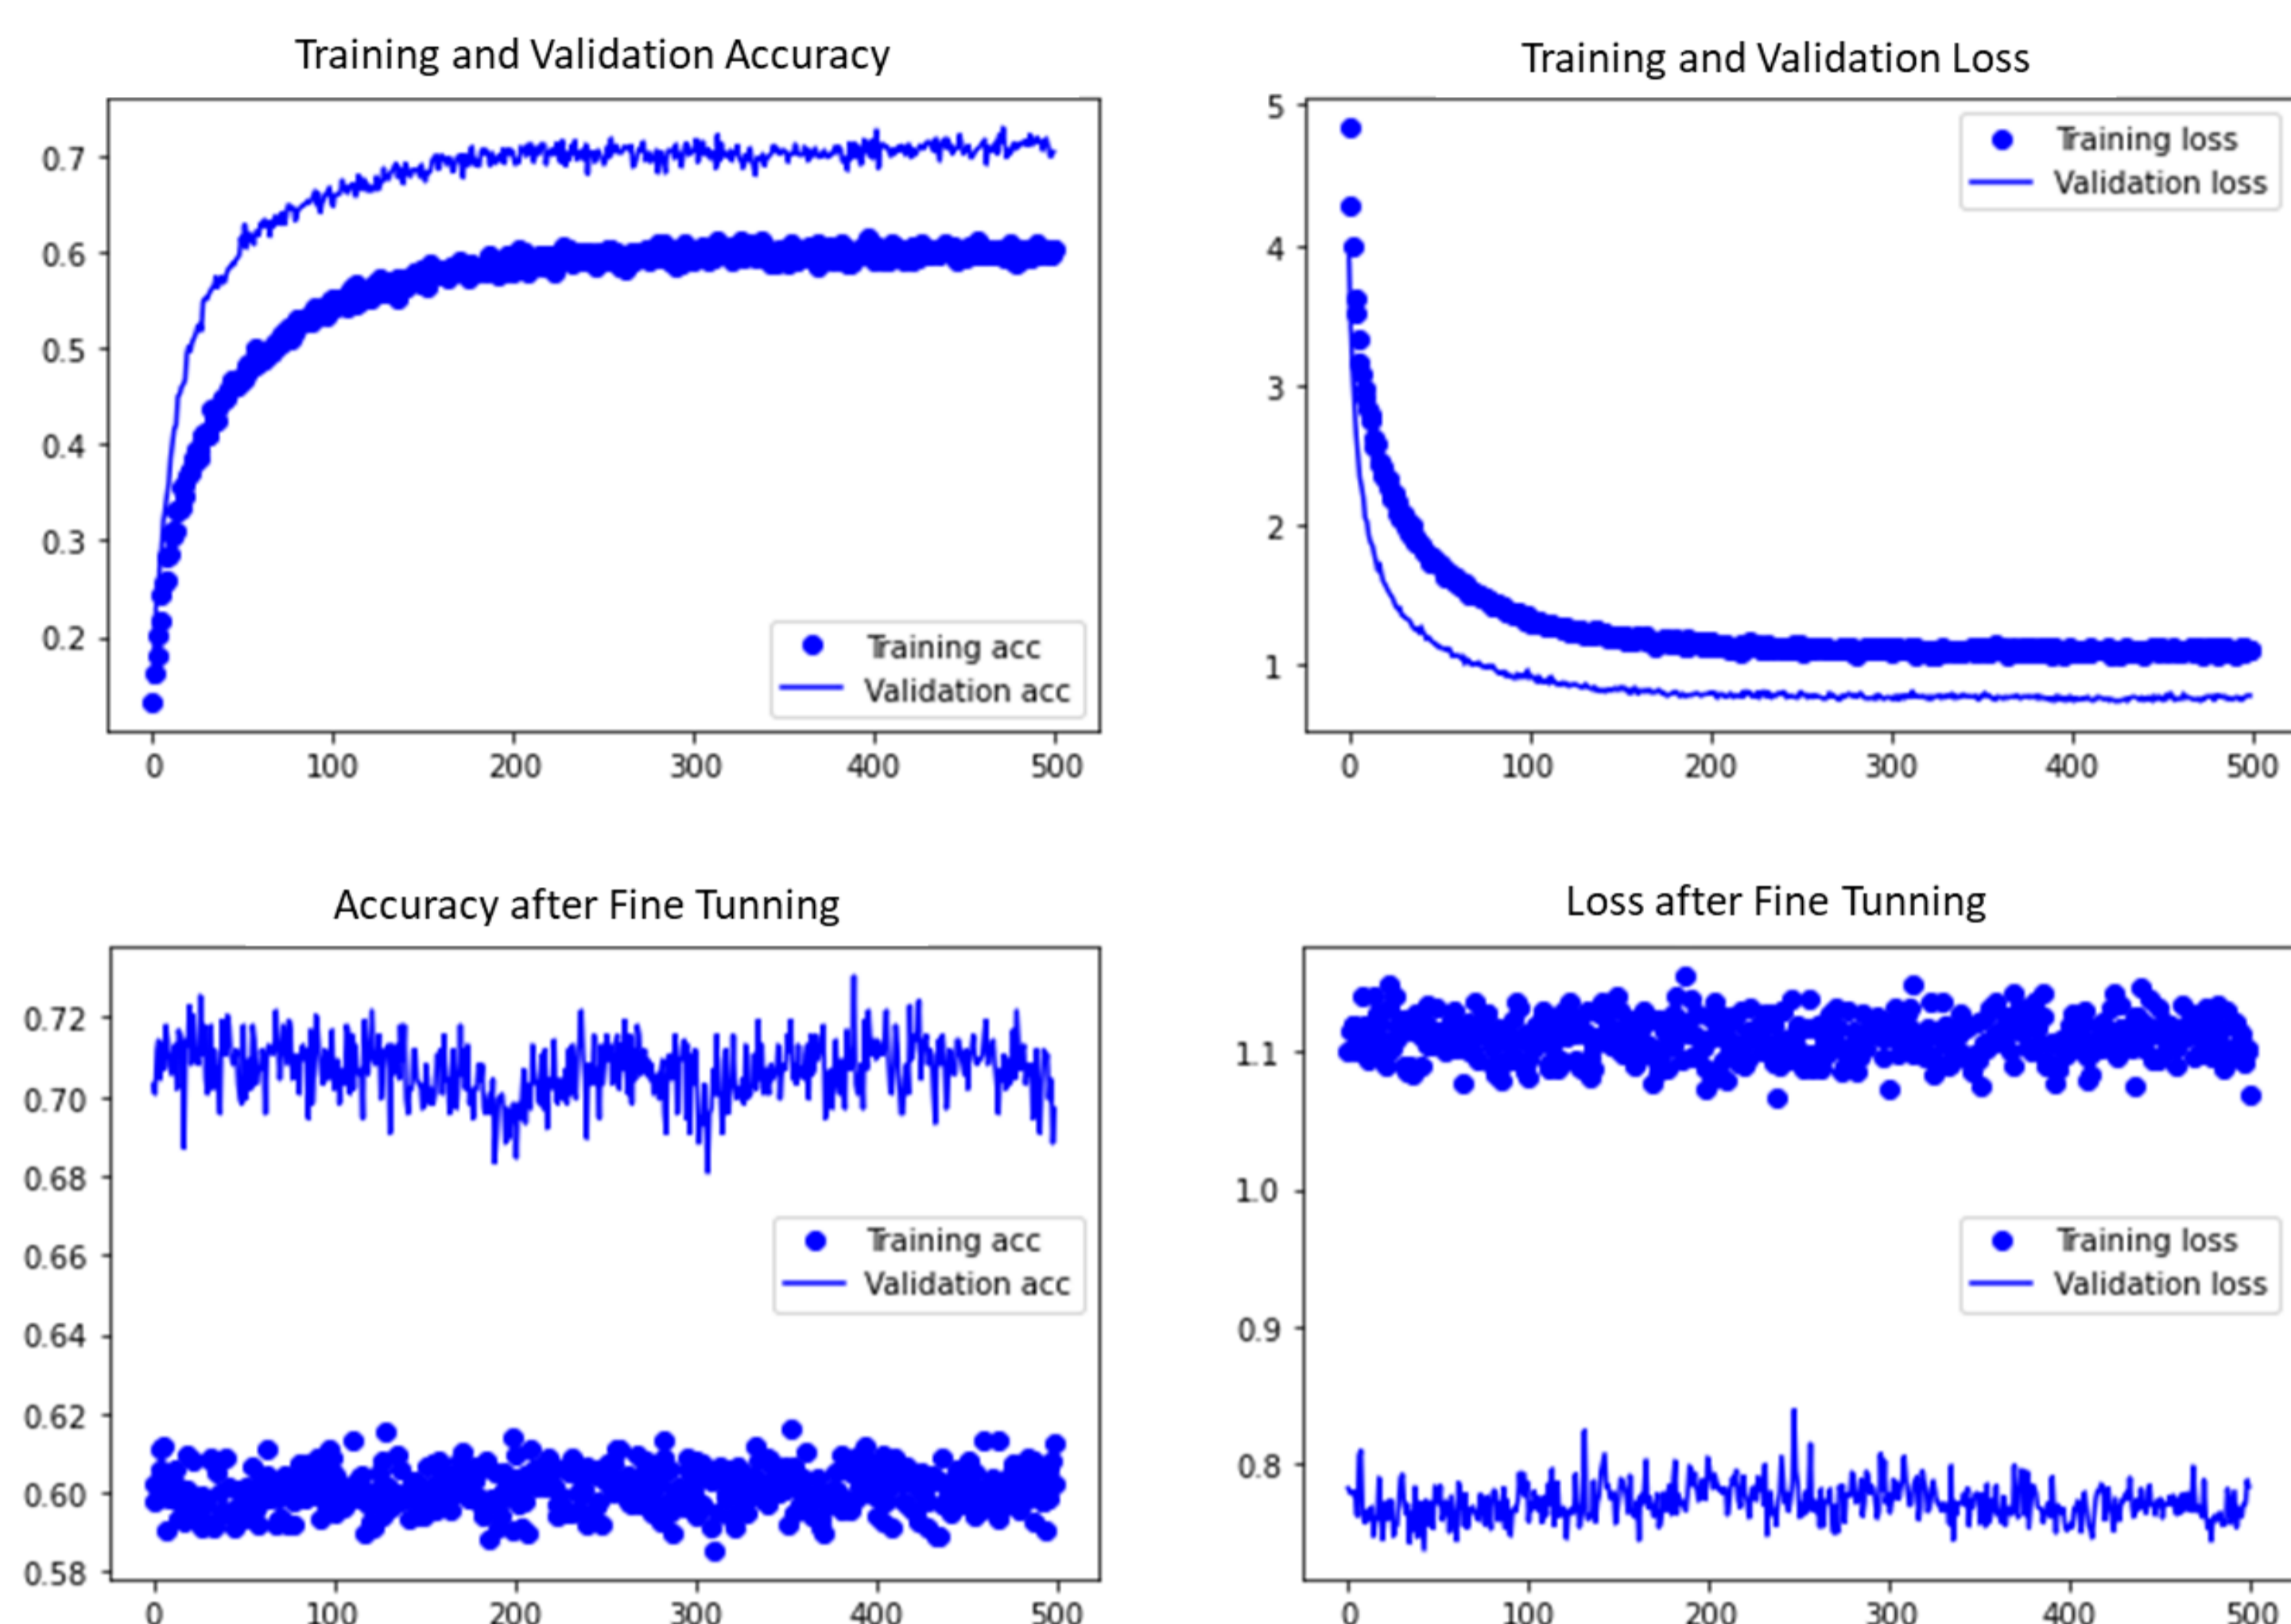 Training and Validation Accuracy
0.7
0.6
0.5
0.4
0.3
0.2
Training acc
Validation acc
0 100 200 300 400 500
Training and Validation Loss
5
4
3
2
1
Training loss
Validation loss
0 100 200 300 400 500
Accuracy after Fine Tunning
0.72
0.70
0.68
0.66
0.64
0.62
0.60
0.58
Training acc
Validation acc
0 100 200 300 400 500
Loss after Fine Tunning
1.1
1.0
0.9
0.8
Training loss
Validation loss
0 100 200 300 400 500